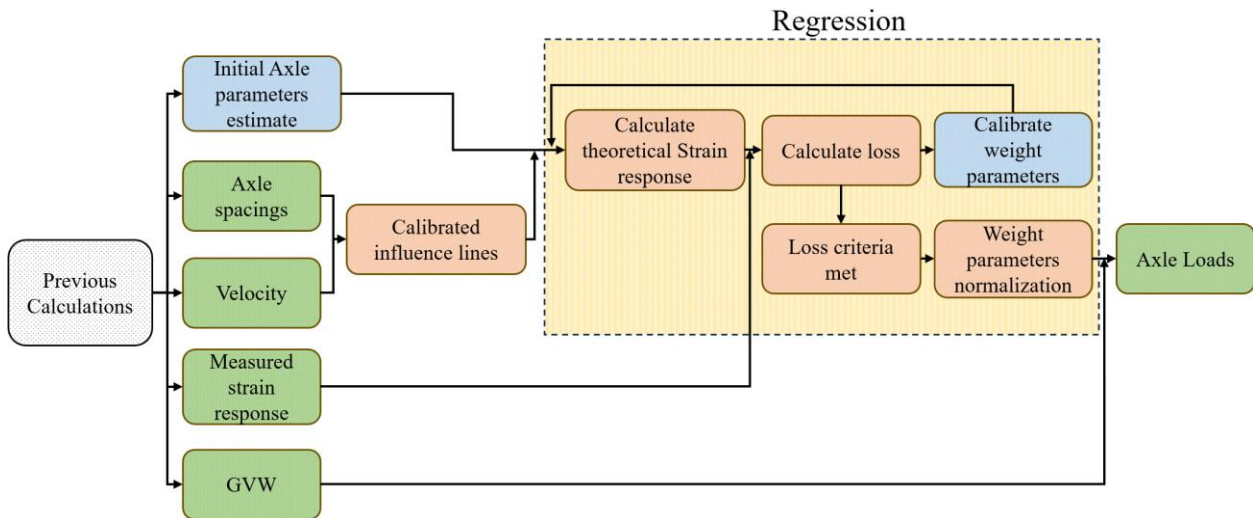 Regression
Initial Axle
parameters
estimate
Calculate
theoretical Strain
response
Calculate loss
Calibrate
weight
parameters
Axle
spacings
Calibrated
influence lines
Loss criteria
met
Weight
parameters
normalization
Axle Loads
Previous
Calculations
Velocity
Measured
strain
response
GVW